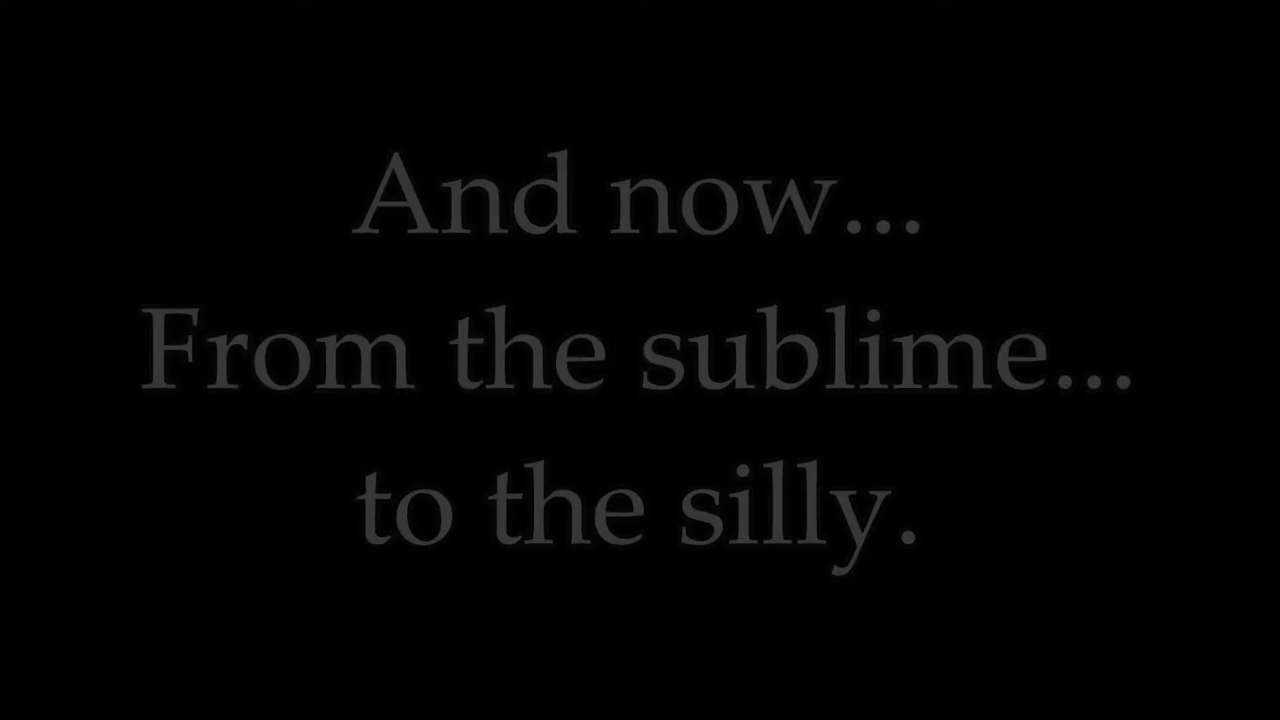 And now...
From the sublime...
to the silly.